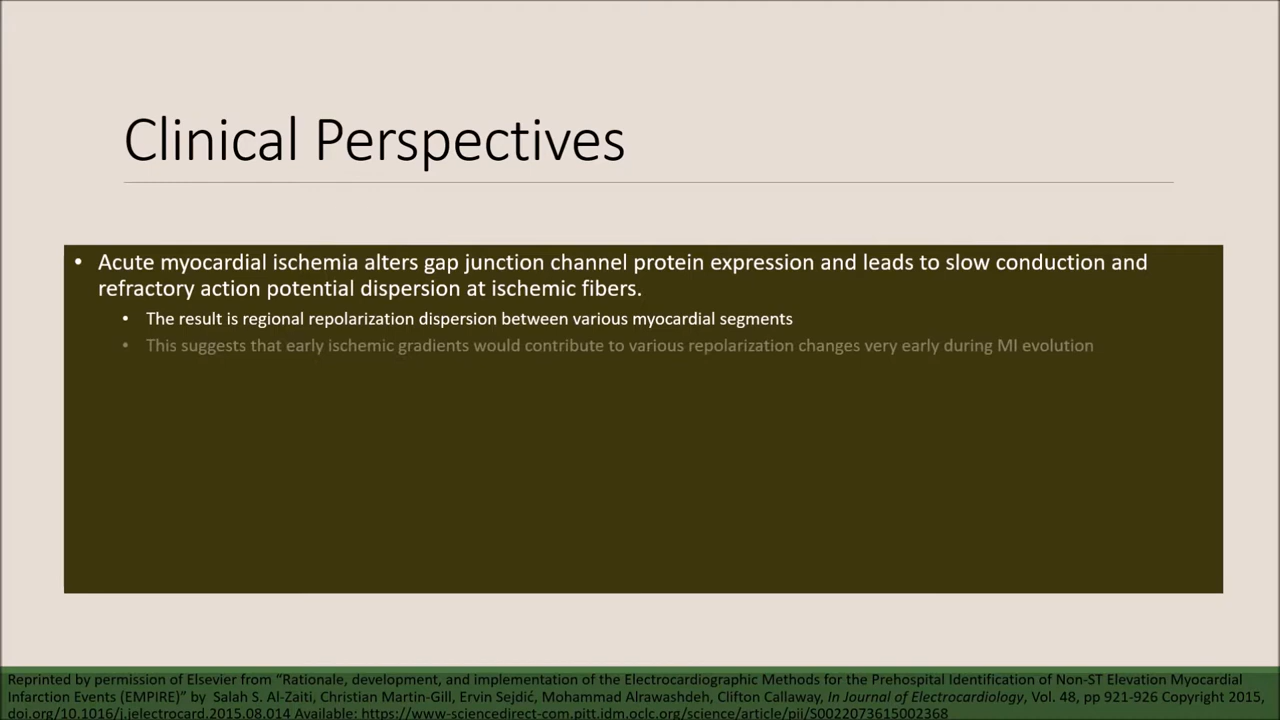 Clinical Perspectives
• Acute myocardial ischemia alters gap junction channel protein expression and leads to slow conduction and
refractory action potential dispersion at ischemic fibers.
• The result is regional repolarization dispersion between various myocardial segments
• This suggests that early ischemic gradients would contribute to various repolarization changes very early during MI evolution
Reprinted by permission of Elsevier from “Rationale, development, and implementation of the Electrocardiographic Methods for the Prehospital Identification of Non-ST Elevation Myocardial
Infarction Events (EMPIRE)” by Salah S. Al-Zaiti, Christian Martin-Gill, Ervin Sejdić, Mohammad Alrawashdeh, Clifton Callaway, In Journal of Electrocardiology, Vol. 48, pp 921-926 Copyright 2015,
doi.org/10.1016/j.jelectrocard.2015.08.014 Available: https://www-sciencedirect-com.pitt.idm.oclc.org/science/article/pii/S0022073615002368